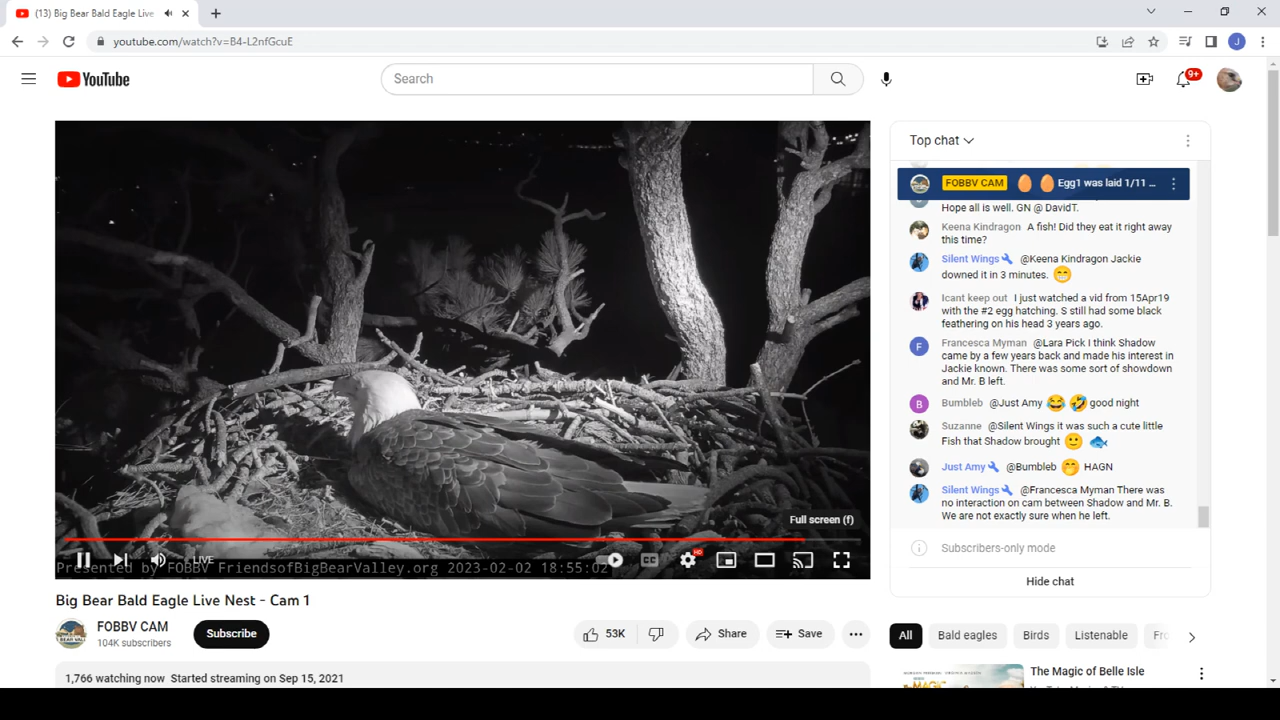 (13) Big Bear Bald Eagle Live
youtube.com/watch?v=B4-L2nfGcuE
J
YouTube
Search
9+
Top chat
FOBBV CAM Egg1 was laid 1/11 ...
Hope all is well. GN @ DavidT.
Keena Kindragon A fish! Did they eat it right away
this time?
Silent Wings @Keena Kindragon Jackie
downed it in 3 minutes.
Icant keep out I just watched a vid from 15Apr19
with the #2 egg hatching. S still had some black
feathering on his head 3 years ago.
F Francesca Myman @Lara Pick I think Shadow
came by a few years back and made his interest in
Jackie known. There was some sort of showdown
and Mr. B left.
B Bumbleb @Just Amy 😂 🤣 good night
Suzanne @Silent Wings it was such a cute little
Fish that Shadow brought 🙂 🐟
Just Amy @Bumbleb 🤭 HAGN
Silent Wings @Francesca Myman There was
no interaction on cam between Shadow and Mr. B.
We are not exactly sure when he left.
Subscribers-only mode
Hide chat
Full screen (f)
LIVE
CC
HD
Presented by FOBBV FriendsofBigBearValley.org 2023-02-02 18:55:02
Big Bear Bald Eagle Live Nest - Cam 1
FOBBV CAM
104K subscribers
Subscribe
53K
Share
Save
1,766 watching now Started streaming on Sep 15, 2021
All
Bald eagles
Birds
Listenable
Fro
The Magic of Belle Isle